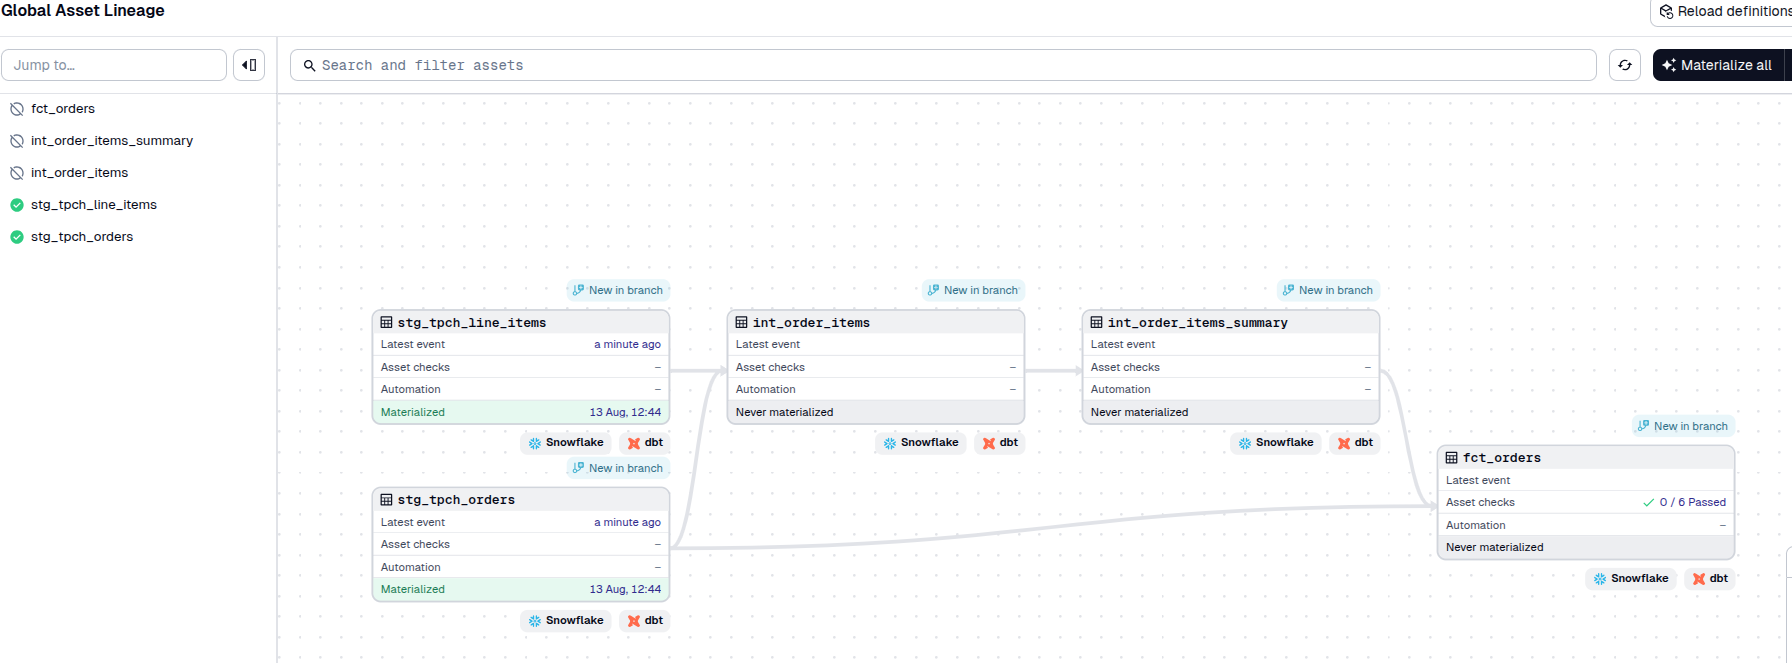 Global Asset Lineage
Reload definitions
Jump to…
Search and filter assets
Materialize all
fct_orders
int_order_items_summary
int_order_items
stg_tpch_line_items
stg_tpch_orders
New in branch
stg_tpch_line_items
Latest event a minute ago
Asset checks –
Automation –
Materialized 13 Aug, 12:44
Snowflake dbt
New in branch
stg_tpch_orders
Latest event a minute ago
Asset checks –
Automation –
Materialized 13 Aug, 12:44
Snowflake dbt
New in branch
int_order_items
Latest event
Asset checks –
Automation –
Never materialized
Snowflake dbt
New in branch
int_order_items_summary
Latest event
Asset checks –
Automation –
Never materialized
Snowflake dbt
New in branch
fct_orders
Latest event
Asset checks 0 / 6 Passed
Automation –
Never materialized
Snowflake dbt